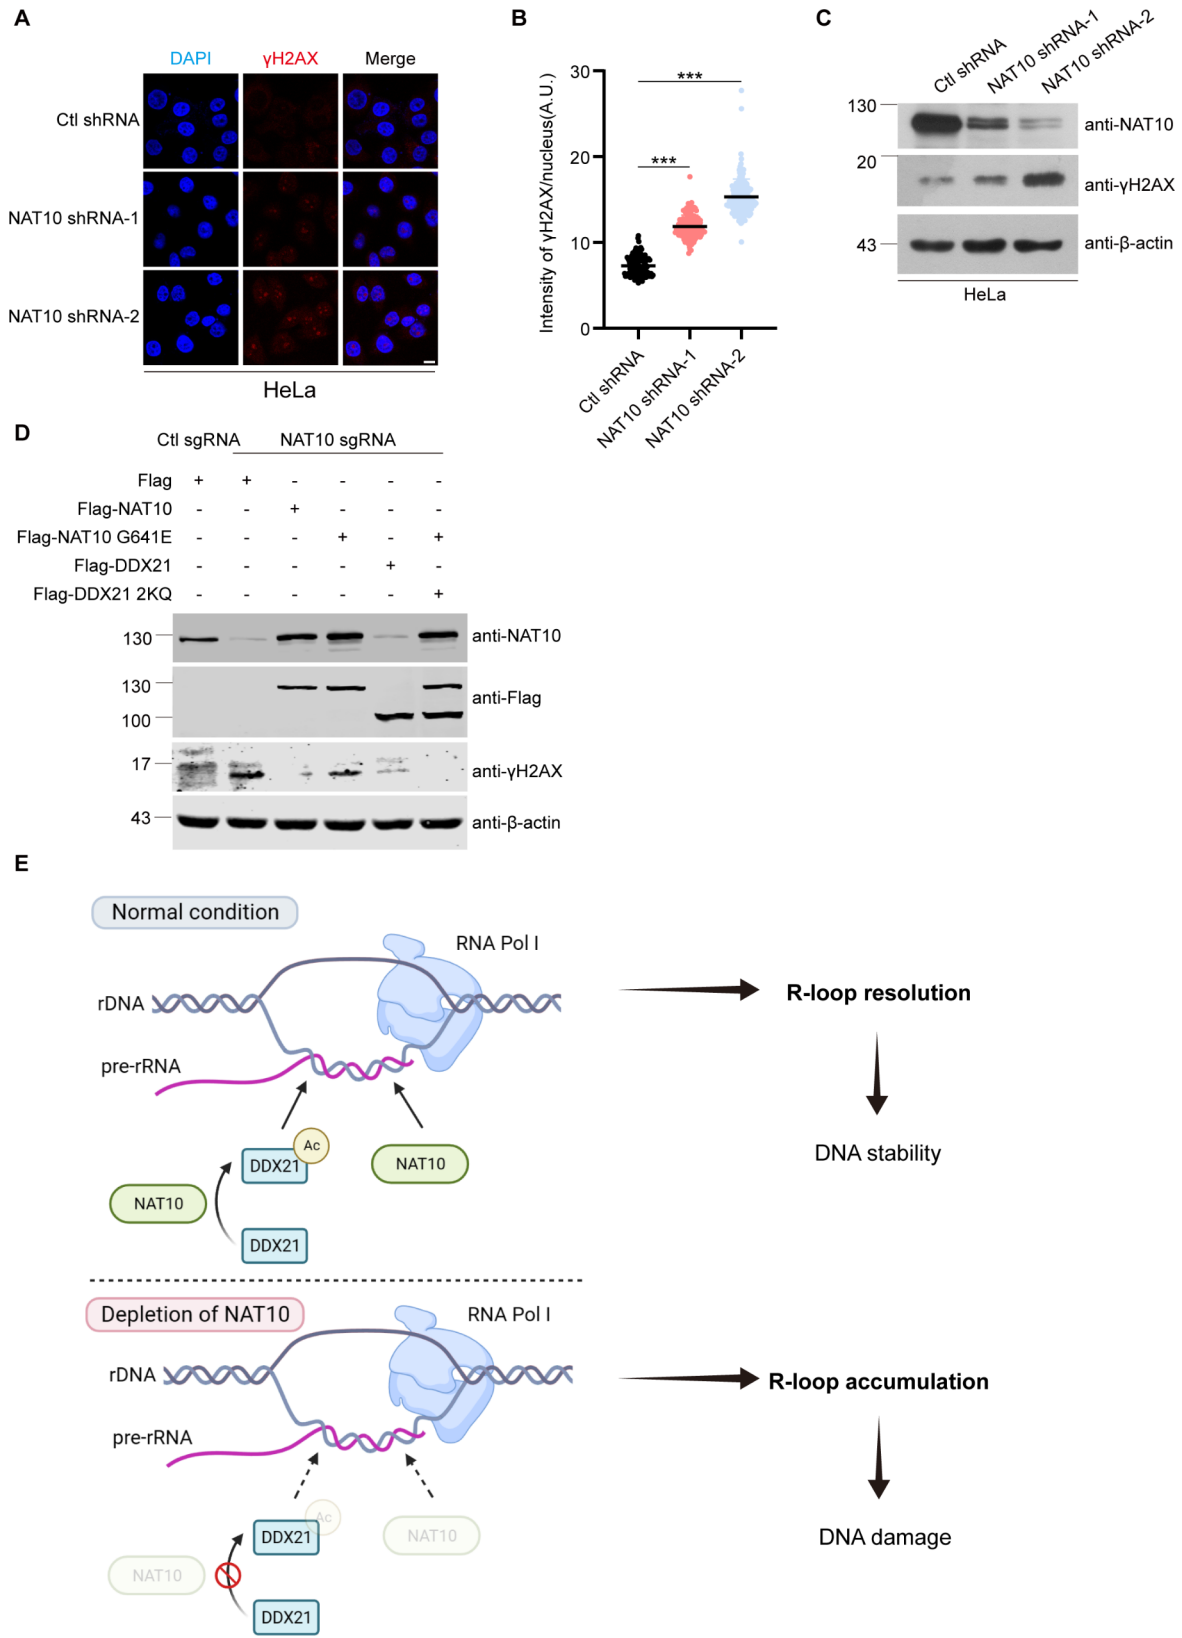 A
DAPI γH2AX Merge
Ctl shRNA
NAT10 shRNA-1
NAT10 shRNA-2
HeLa
B
Intensity of γH2AX/nucleus(A.U.)
30
20
10
0
*** ***
Ctl shRNA
NAT10 shRNA-1
NAT10 shRNA-2
C
Ctl shRNA
NAT10 shRNA-1
NAT10 shRNA-2
130 anti-NAT10
20 anti-γH2AX
43 anti-β-actin
HeLa
D
Ctl sgRNA NAT10 sgRNA
Flag + + - - - -
Flag-NAT10 - - + - - -
Flag-NAT10 G641E - - - + - +
Flag-DDX21 - - - - + -
Flag-DDX21 2KQ - - - - - +
130 anti-NAT10
130 anti-Flag
100
17 anti-γH2AX
43 anti-β-actin
E
Normal condition
RNA Pol I
rDNA
pre-rRNA
Ac
DDX21
NAT10
NAT10
DDX21
R-loop resolution
DNA stability
Depletion of NAT10
RNA Pol I
rDNA
pre-rRNA
Ac
DDX21
NAT10
NAT10
DDX21
R-loop accumulation
DNA damage